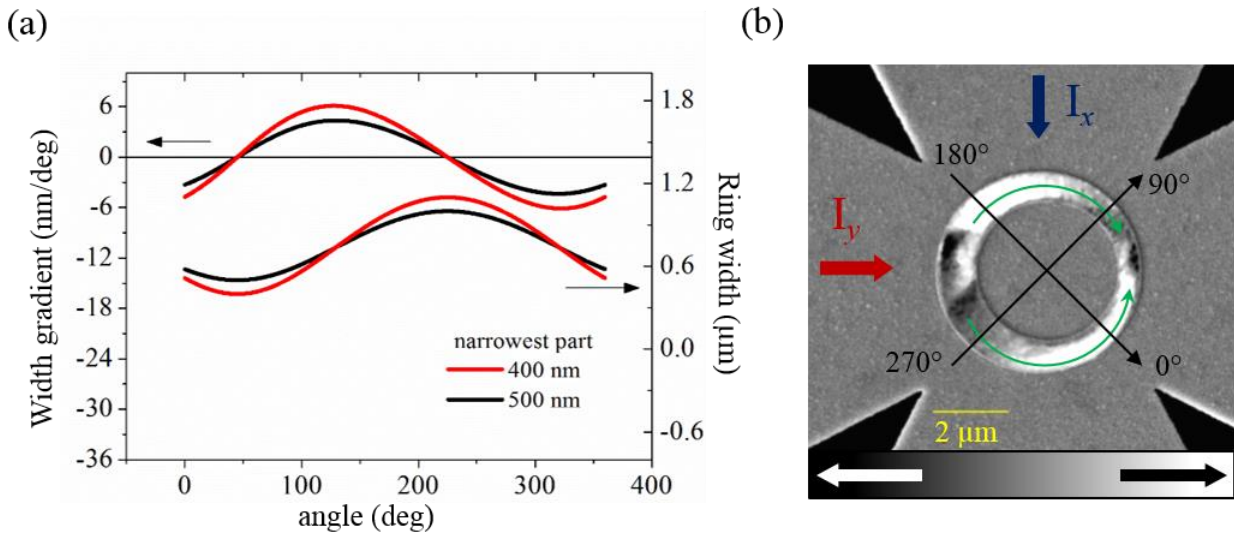 (a)
(b)
Width gradient (nm/deg)
6
0
-6
-12
-18
-24
-30
-36
1.8
1.2
0.6
0.0
-0.6
Ring width (μm)
narrowest part
400 nm
500 nm
0
100
200
300
400
angle (deg)
Ix
Iy
180°
90°
270°
0°
2 μm